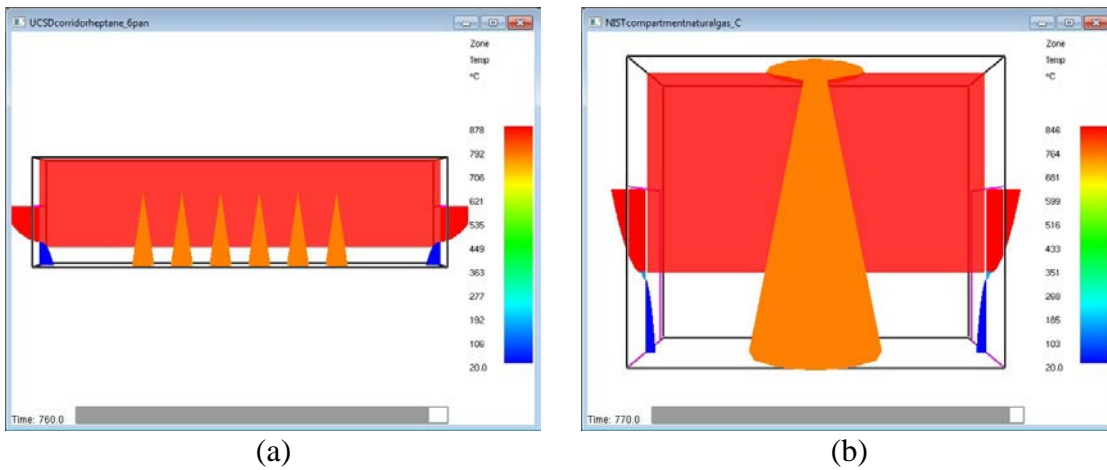 UCSDcorridorheptane_6pan
Zone
Temp
°C
878
792
706
621
535
449
363
277
192
106
20.0
Time: 760.0
(a)
NISTcompartmentnaturalgas_C
Zone
Temp
°C
846
764
681
599
516
433
351
268
185
103
20.0
Time: 770.0
(b)